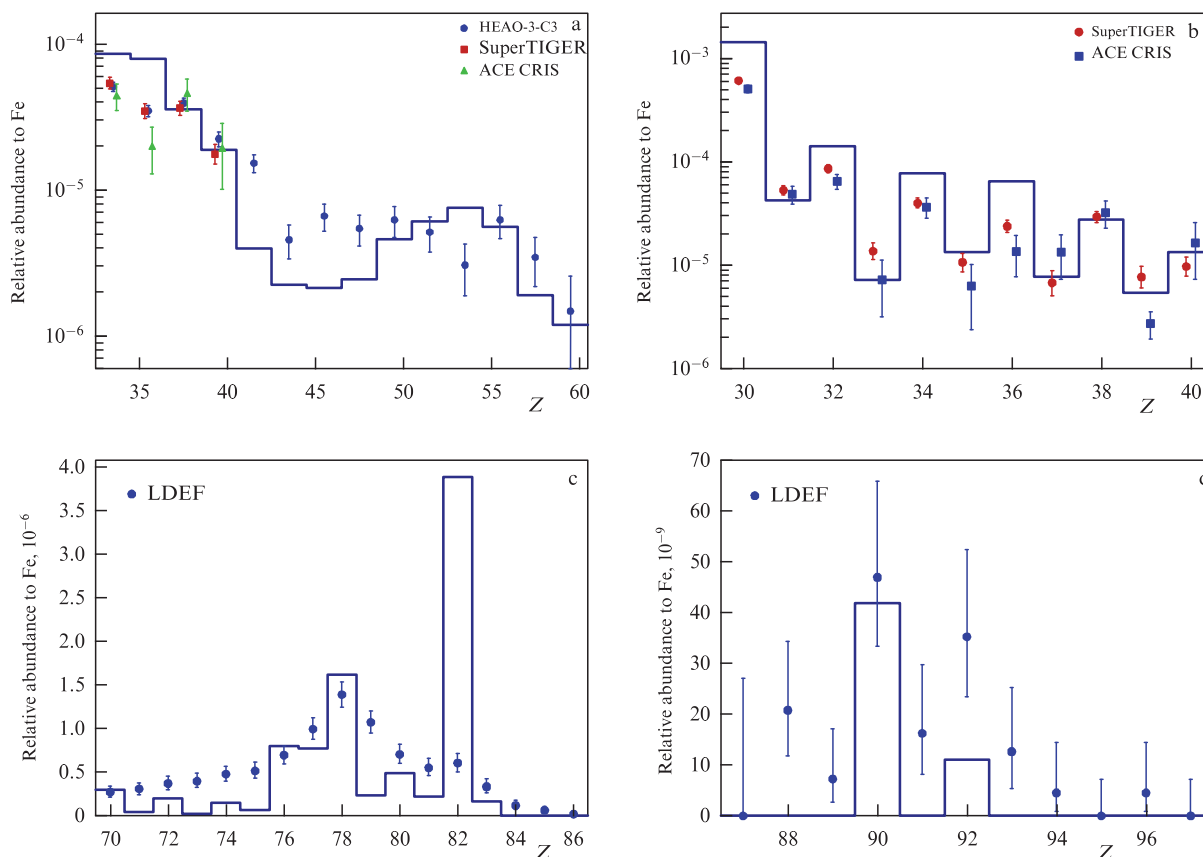 a
HEAO-3-C3
SuperTIGER
ACE CRIS
Relative abundance to Fe
10⁻⁴
10⁻⁵
10⁻⁶
35 40 45 50 55 60
Z
b
SuperTIGER
ACE CRIS
Relative abundance to Fe
10⁻³
10⁻⁴
10⁻⁵
10⁻⁶
30 32 34 36 38 40
Z
c
LDEF
Relative abundance to Fe, 10⁻⁶
4.0
3.5
3.0
2.5
2.0
1.5
1.0
0.5
0
70 72 74 76 78 80 82 84 86
Z
LDEF
Relative abundance to Fe, 10⁻⁹
70
60
50
40
30
20
10
0
88 90 92 94 96
Z